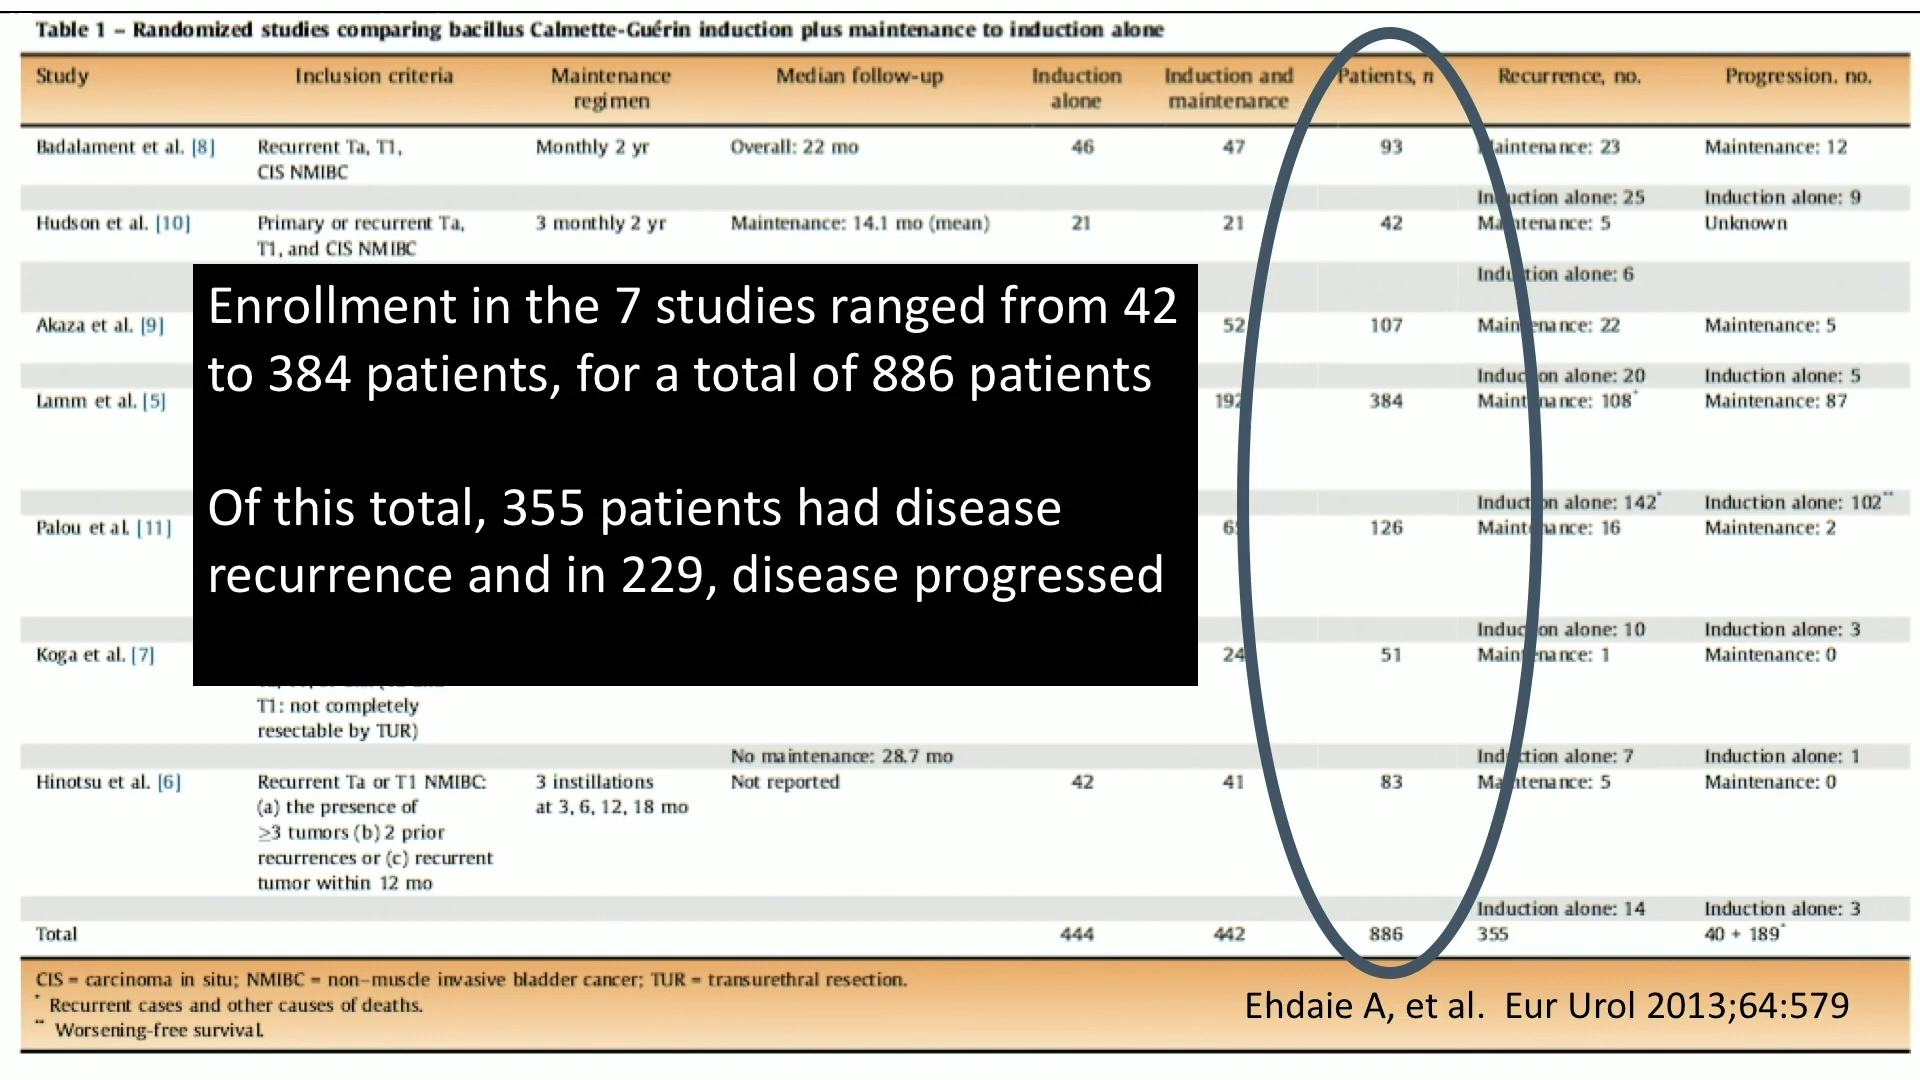 Table 1 – Randomized studies comparing bacillus Calmette-Guérin induction plus maintenance to induction alone
Study Inclusion criteria Maintenance regimen Median follow-up Induction alone Induction and maintenance Patients, n Recurrence, no. Progression. no.
Badalament et al. [8] Recurrent Ta, T1, Monthly 2 yr Overall: 22 mo 46 47 93 Maintenance: 23 Maintenance: 12
CIS NMIBC
Induction alone: 25 Induction alone: 9
Hudson et al. [10] Primary or recurrent Ta, 3 monthly 2 yr Maintenance: 14.1 mo (mean) 21 21 42 Maintenance: 5 Unknown
T1, and CIS NMIBC
Induction alone: 6
Akaza et al. [9] 52 107 Maintenance: 22 Maintenance: 5
Induction alone: 20 Induction alone: 5
Lamm et al. [5] 192 384 Maintenance: 108* Maintenance: 87
Induction alone: 142* Induction alone: 102**
Palou et al. [11] 126 Maintenance: 16 Maintenance: 2
Induction alone: 10 Induction alone: 3
Koga et al. [7] 24 51 Maintenance: 1 Maintenance: 0
T1: not completely
resectable by TUR)
No maintenance: 28.7 mo Induction alone: 7 Induction alone: 1
Hinotsu et al. [6] Recurrent Ta or T1 NMIBC: 3 instillations Not reported 42 41 83 Maintenance: 5 Maintenance: 0
(a) the presence of at 3, 6, 12, 18 mo
≥3 tumors (b) 2 prior
recurrences or (c) recurrent
tumor within 12 mo
Induction alone: 14 Induction alone: 3
Total 444 442 886 355 40 + 189*
Enrollment in the 7 studies ranged from 42
to 384 patients, for a total of 886 patients
Of this total, 355 patients had disease
recurrence and in 229, disease progressed
CIS = carcinoma in situ; NMIBC = non–muscle invasive bladder cancer; TUR = transurethral resection.
* Recurrent cases and other causes of deaths.
** Worsening-free survival.
Ehdaie A, et al. Eur Urol 2013;64:579